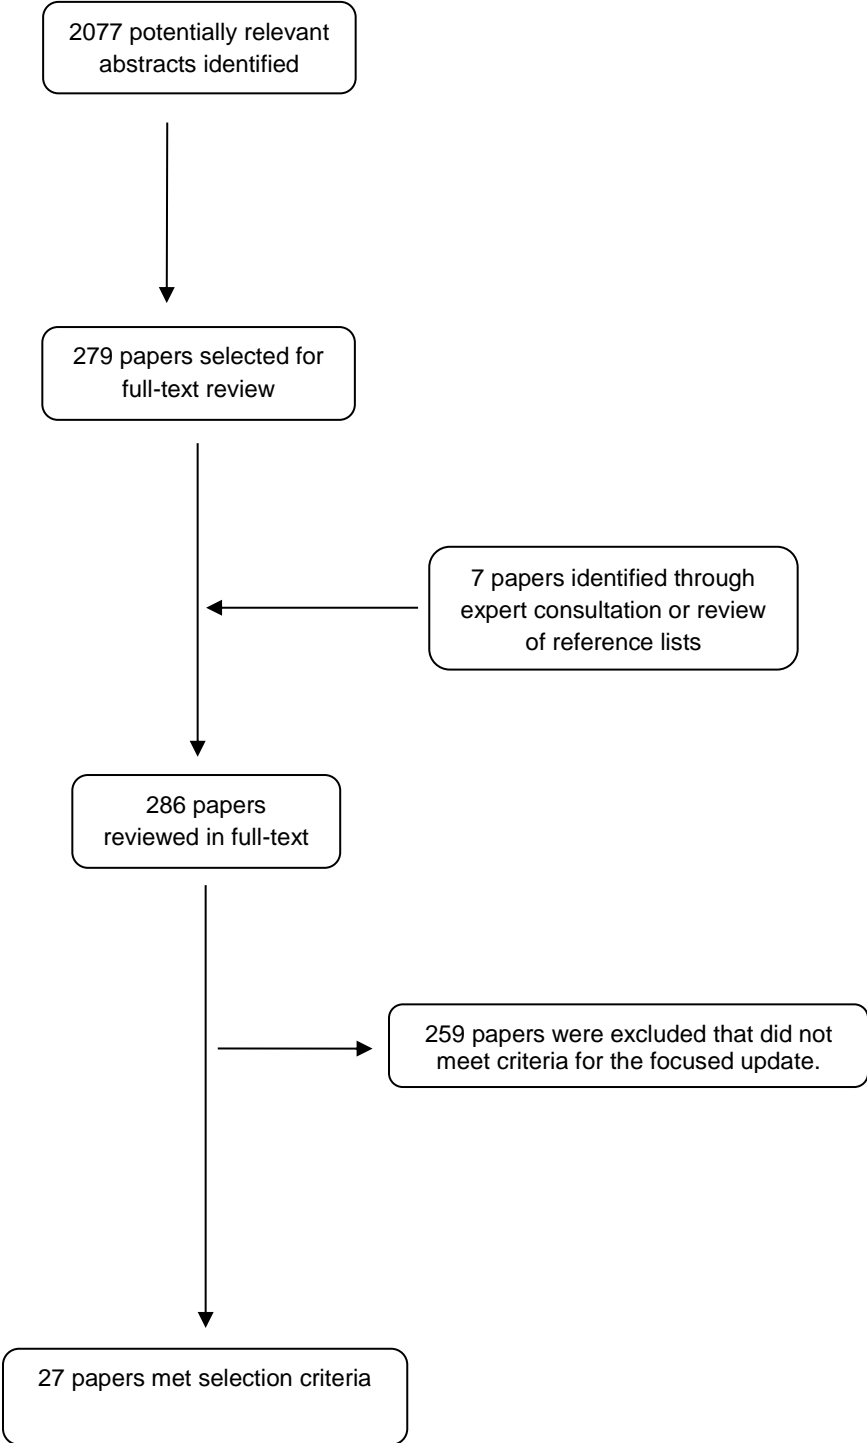 2077 potentially relevant
abstracts identified
279 papers selected for
full-text review
7 papers identified through
expert consultation or review
of reference lists
286 papers
reviewed in full-text
259 papers were excluded that did not
meet criteria for the focused update.
27 papers met selection criteria